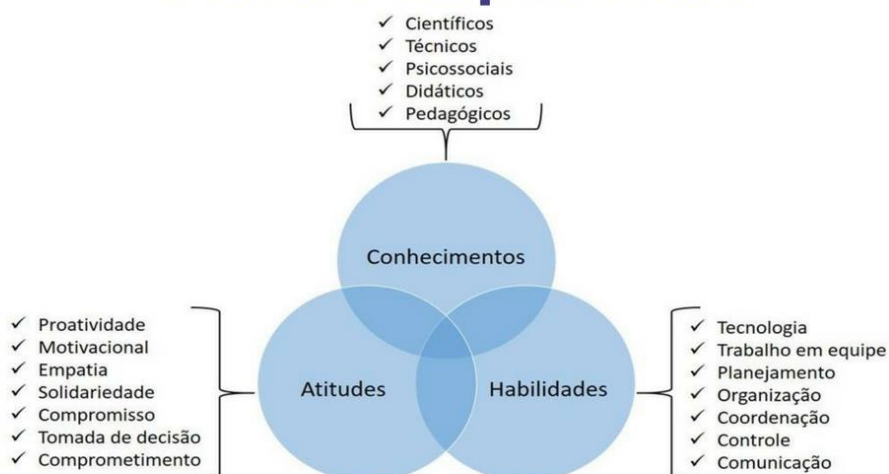 ✓ Científicos
✓ Técnicos
✓ Psicossociais
✓ Didáticos
✓ Pedagógicos
Conhecimentos
✓ Proatividade
✓ Motivacional
✓ Empatia
✓ Solidariedade
✓ Compromisso
✓ Tomada de decisão
✓ Comprometimento
Atitudes
Habilidades
✓ Tecnologia
✓ Trabalho em equipe
✓ Planejamento
✓ Organização
✓ Coordenação
✓ Controle
✓ Comunicação